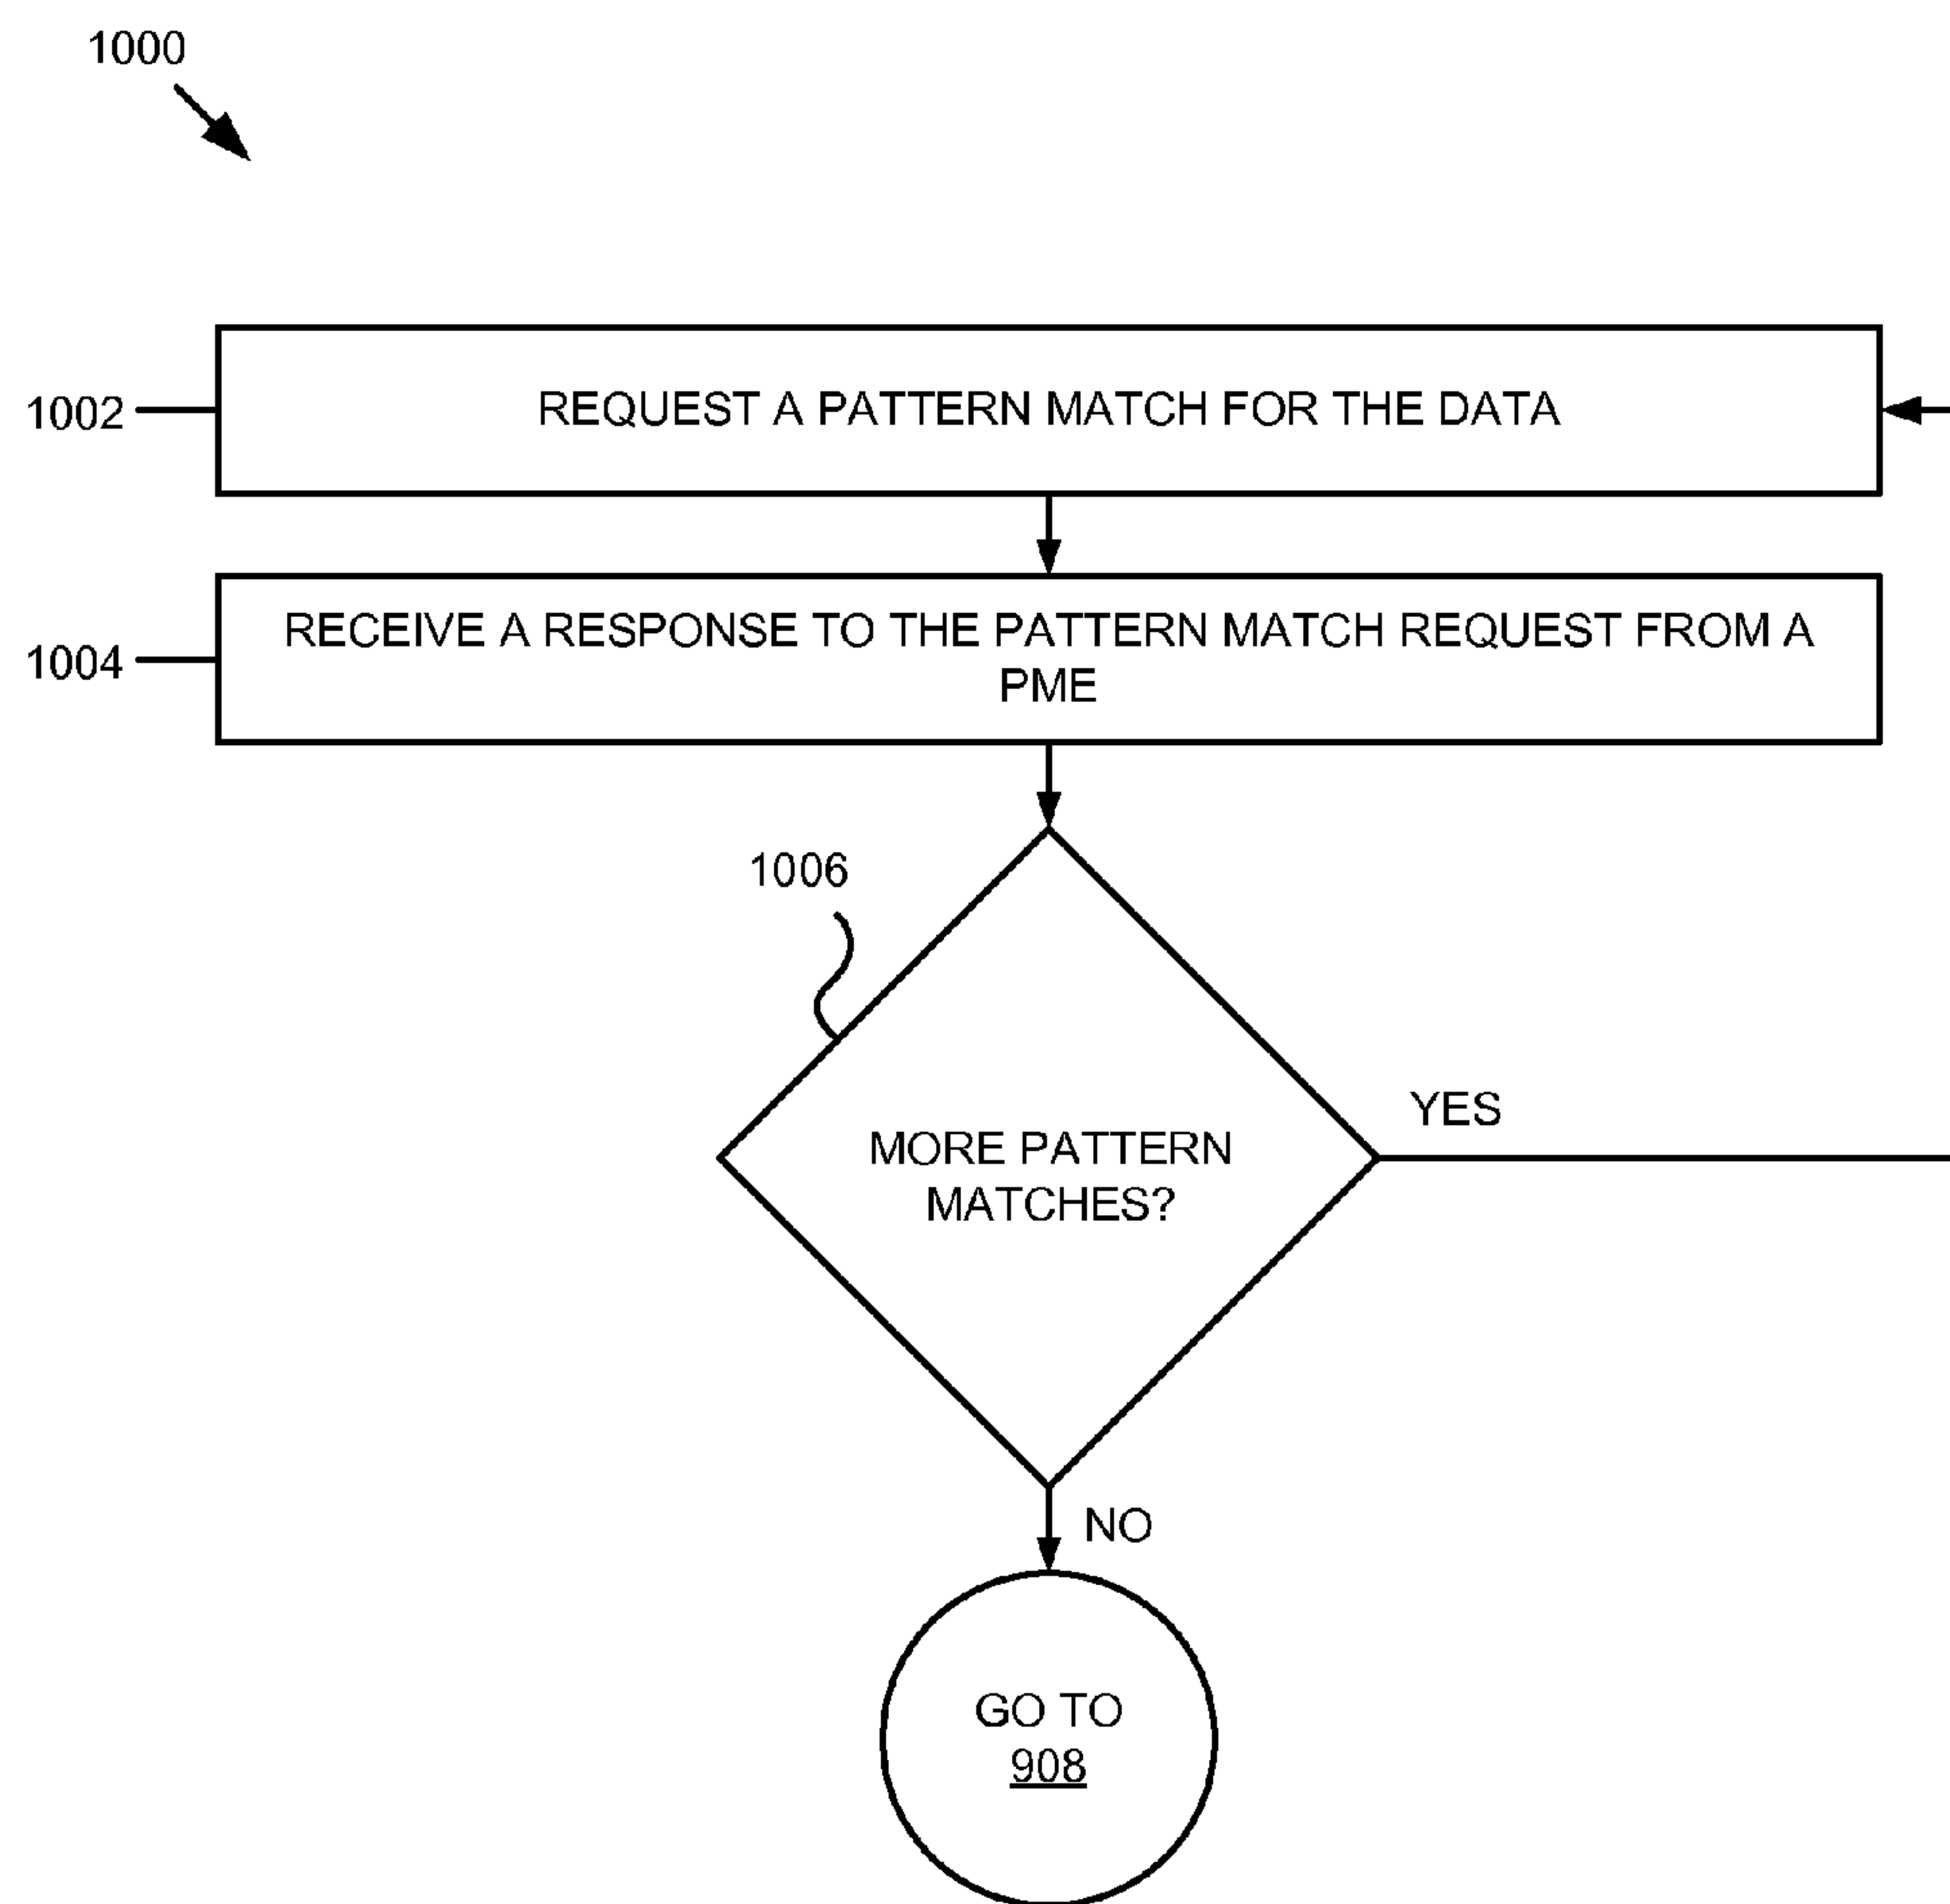 1000
1002
REQUEST A PATTERN MATCH FOR THE DATA
1004
RECEIVE A RESPONSE TO THE PATTERN MATCH REQUEST FROM A
PME
1006
MORE PATTERN
MATCHES?
YES
NO
GO TO
908